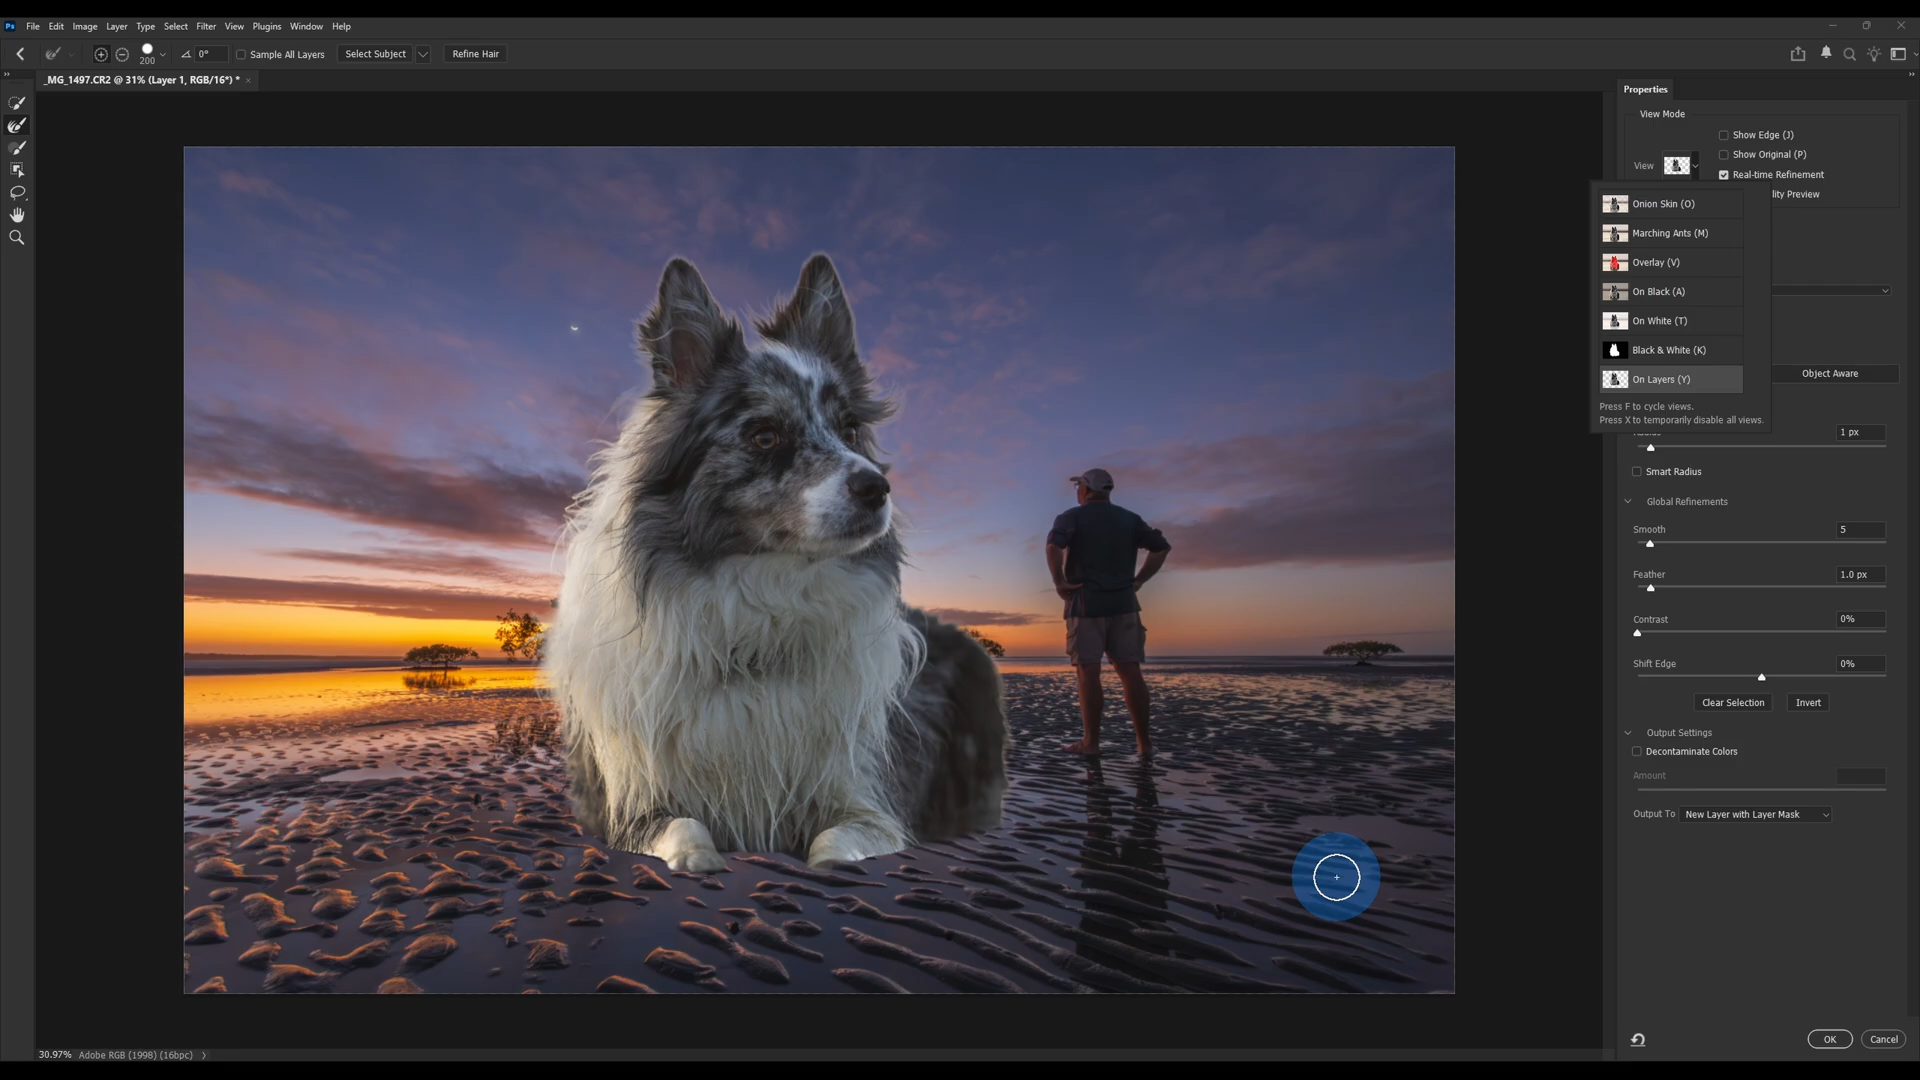 Ps File Edit Image Layer Type Select Filter View Plugins Window Help
200 0° Sample All Layers Select Subject Refine Hair
_MG_1497.CR2 @ 31% (Layer 1, RGB/16*) * ×
Properties
View Mode
Show Edge (J)
Show Original (P)
View
Real-time Refinement
lity Preview
Onion Skin (O)
Marching Ants (M)
Overlay (V)
On Black (A)
On White (T)
Black & White (K)
On Layers (Y)
Object Aware
Press F to cycle views.
Press X to temporarily disable all views.
1 px
Smart Radius
Global Refinements
Smooth 5
Feather 1.0 px
Contrast 0%
Shift Edge 0%
Clear Selection Invert
Output Settings
Decontaminate Colors
Amount
Output To New Layer with Layer Mask
OK Cancel
30.97% Adobe RGB (1998) (16bpc)